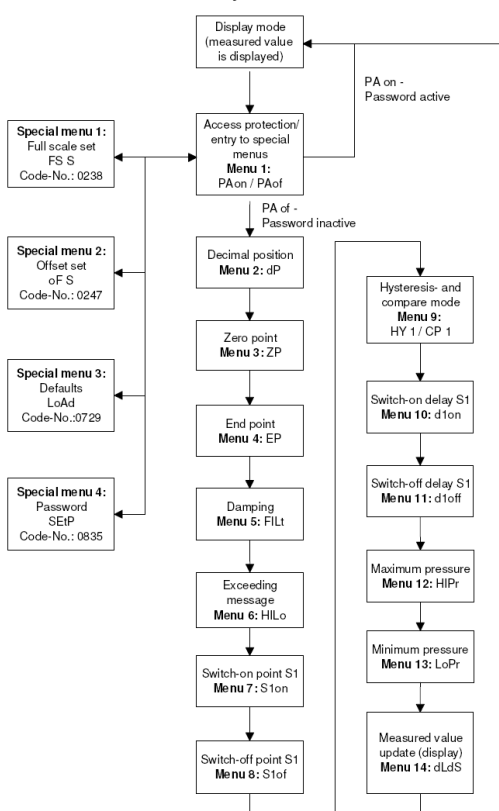 Display mode
(measured value
is displayed)
PA on -
Password active
Access protection/
entry to special
menus
Menu 1:
PAon / PAof
Special menu 1:
Full scale set
FS S
Code-No.: 0238
PA of -
Password inactive
Special menu 2:
Offset set
oF S
Code-No.: 0247
Special menu 3:
Defaults
LoAd
Code-No.:0729
Special menu 4:
Password
SEtP
Code-No.: 0835
Decimal position
Menu 2: dP
Zero point
Menu 3: ZP
End point
Menu 4: EP
Damping
Menu 5: FILt
Exceeding
message
Menu 6: HILo
Switch-on point S1
Menu 7: S1on
Switch-off point S1
Menu 8: S1of
Hysteresis- and
compare mode
Menu 9:
HY 1 / CP 1
Switch-on delay S1
Menu 10: d1on
Switch-off delay S1
Menu 11: d1off
Maximum pressure
Menu 12: HIPr
Minimum pressure
Menu 13: LoPr
Measured value
update (display)
Menu 14: dLdS